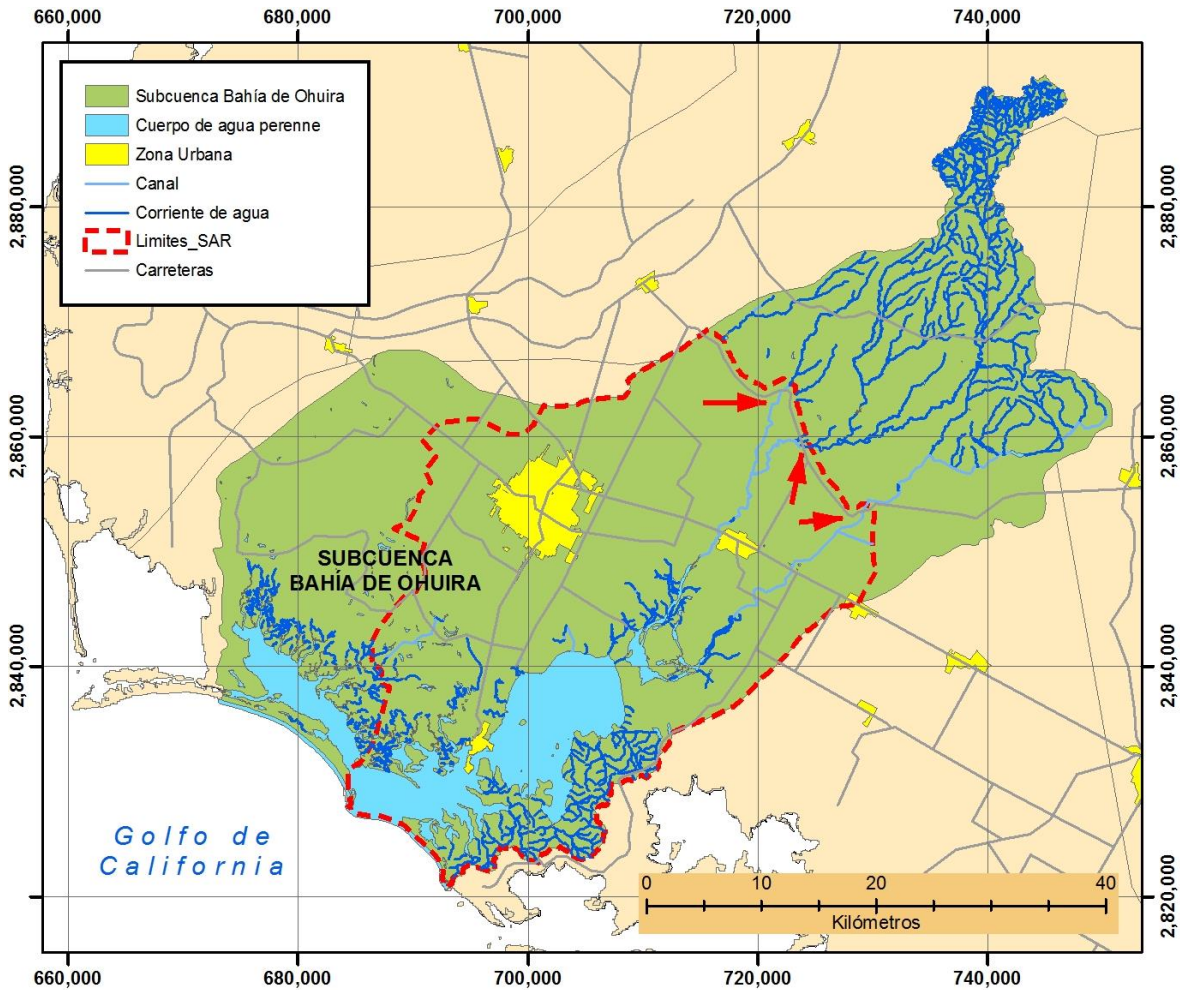 660,000 680,000 700,000 720,000 740,000
Subcuenca Bahía de Ohuira
Cuerpo de agua perenne
Zona Urbana
Canal
Corriente de agua
Limites_SAR
Carreteras
2,880,000 2,880,000
2,860,000 2,860,000
SUBCUENCA
BAHÍA DE OHUIRA
2,840,000 2,840,000
Golfo de
California
0 10 20 40
Kilómetros
2,820,000 2,820,000
660,000 680,000 700,000 720,000 740,000